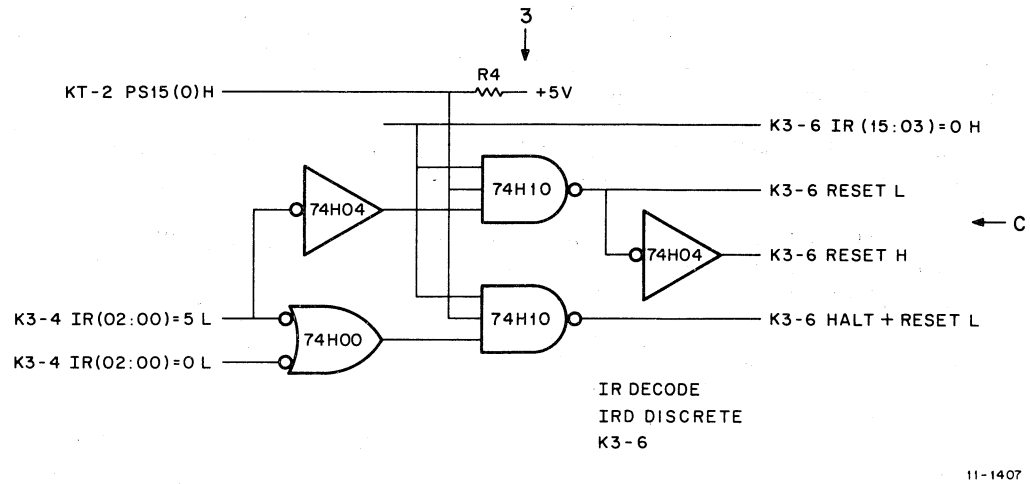 3
R4
KT-2 PS15(0)H
+5V
K3-6 IR (15:03)=0 H
74H10
K3-6 RESET L
74H04
C
74H04
K3-6 RESET H
K3-4 IR(02:00)=5 L
74H10
K3-6 HALT + RESET L
74H00
K3-4 IR(02:00)=0 L
IR DECODE
IRD DISCRETE
K3-6
11-1407